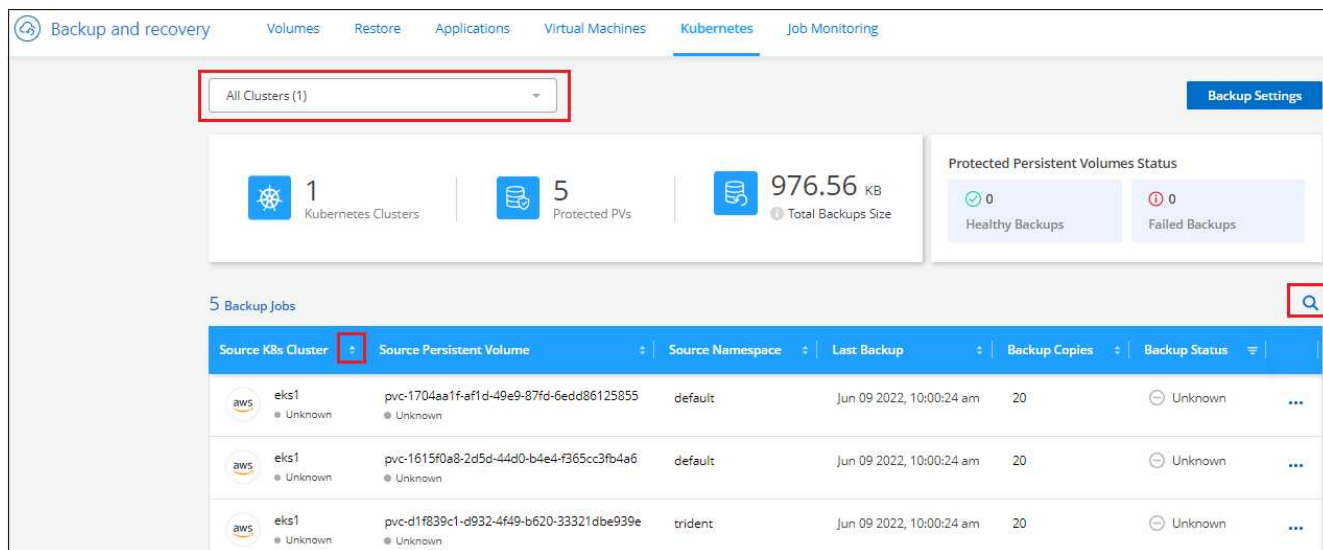 Backup and recovery Volumes Restore Applications Virtual Machines Kubernetes Job Monitoring
All Clusters (1)
Backup Settings
1
Kubernetes Clusters
5
Protected PVs
976.56 KB
Total Backups Size
Protected Persistent Volumes Status
0
Healthy Backups
0
Failed Backups
5 Backup Jobs
Source K8s Cluster Source Persistent Volume Source Namespace Last Backup Backup Copies Backup Status
aws eks1 pvc-1704aa1f-af1d-49e9-87fd-6edd86125855 default Jun 09 2022, 10:00:24 am 20 Unknown ...
Unknown Unknown
aws eks1 pvc-1615f0a8-2d5d-44d0-b4e4-f365cc3fb4a6 default Jun 09 2022, 10:00:24 am 20 Unknown ...
Unknown Unknown
aws eks1 pvc-d1f839c1-d932-4f49-b620-33321dbe939e trident Jun 09 2022, 10:00:24 am 20 Unknown ...
Unknown Unknown